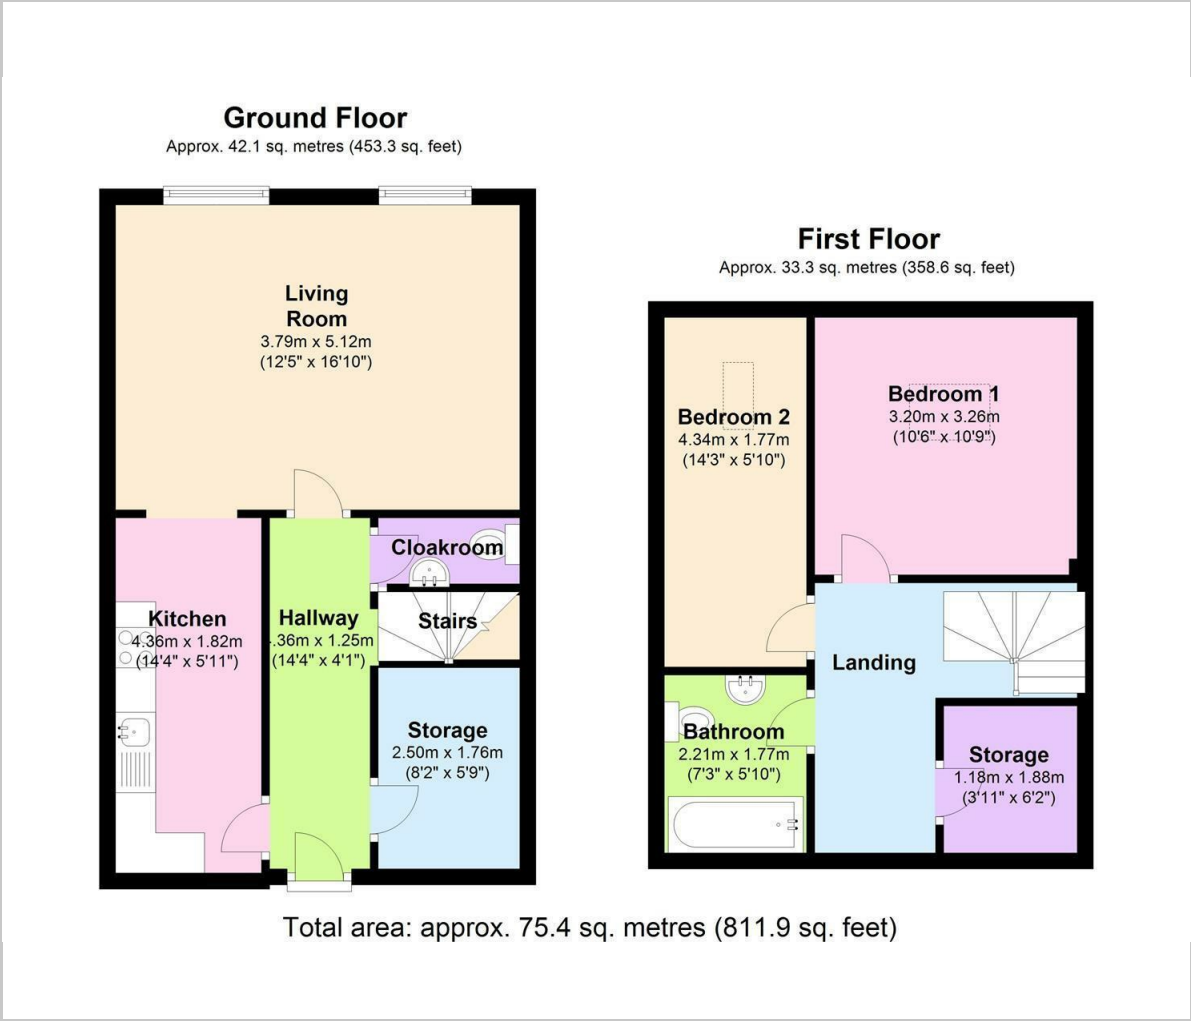 Ground Floor
Approx. 42.1 sq. metres (453.3 sq. feet)
Living
Room
3.79m x 5.12m
(12'5" x 16'10")
Kitchen
4.36m x 1.82m
(14'4" x 5'11")
Hallway
.36m x 1.25m
(14'4" x 4'1")
Cloakroom
Stairs
Storage
2.50m x 1.76m
(8'2" x 5'9")
First Floor
Approx. 33.3 sq. metres (358.6 sq. feet)
Bedroom 2
4.34m x 1.77m
(14'3" x 5'10")
Bedroom 1
3.20m x 3.26m
(10'6" x 10'9")
Landing
Bathroom
2.21m x 1.77m
(7'3" x 5'10")
Storage
1.18m x 1.88m
(3'11" x 6'2")
Total area: approx. 75.4 sq. metres (811.9 sq. feet)